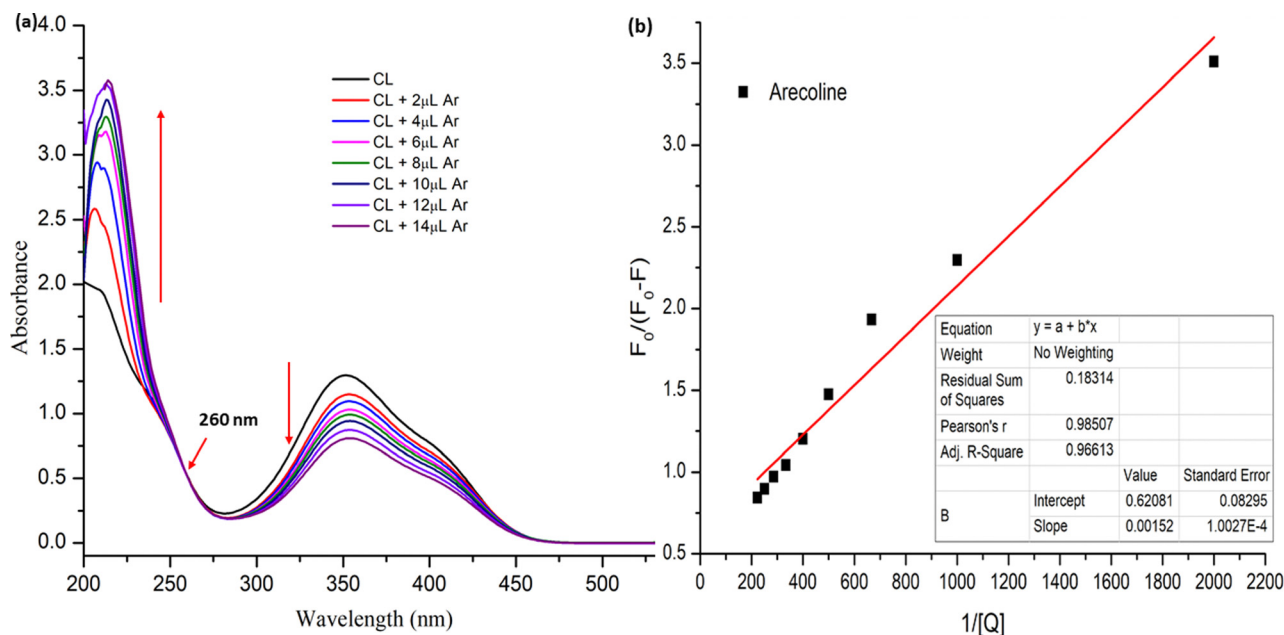 (a)
4.0
3.5
3.0
2.5
2.0
1.5
1.0
0.5
0.0
Absorbance
CL
CL + 2μL Ar
CL + 4μL Ar
CL + 6μL Ar
CL + 8μL Ar
CL + 10μL Ar
CL + 12μL Ar
CL + 14μL Ar
260 nm
200 250 300 350 400 450 500
Wavelength (nm)
(b)
3.5
3.0
2.5
2.0
1.5
1.0
0.5
F₀/(F₀-F)
Arecoline
Equation y = a + b*x
Weight No Weighting
Residual Sum of Squares 0.18314
Pearson's r 0.98507
Adj. R-Square 0.96613
Value Standard Error
B Intercept 0.62081 0.08295
Slope 0.00152 1.0027E-4
0 200 400 600 800 1000 1200 1400 1600 1800 2000 2200
1/[Q]